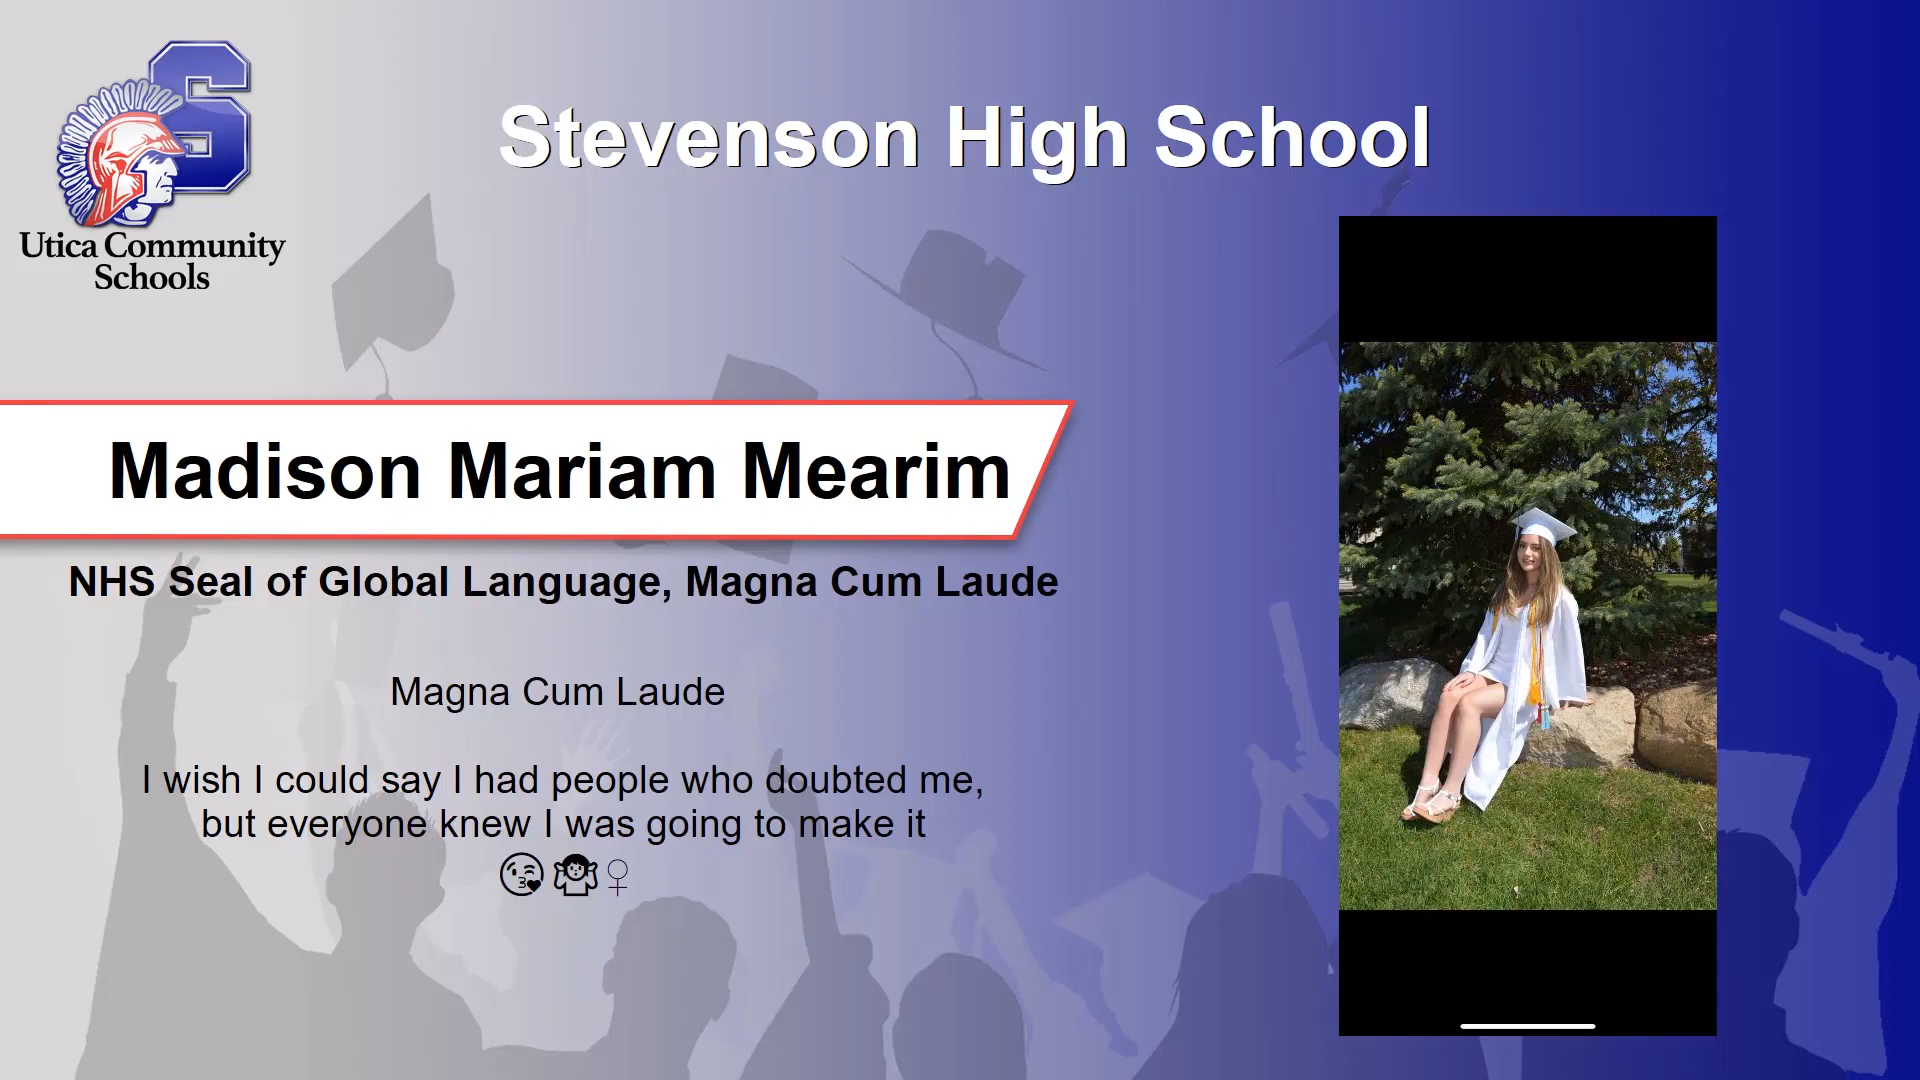 Utica Community
Schools
Stevenson High School
Madison Mariam Mearim
NHS Seal of Global Language, Magna Cum Laude
Magna Cum Laude
I wish I could say I had people who doubted me,
but everyone knew I was going to make it
😘🤷♀